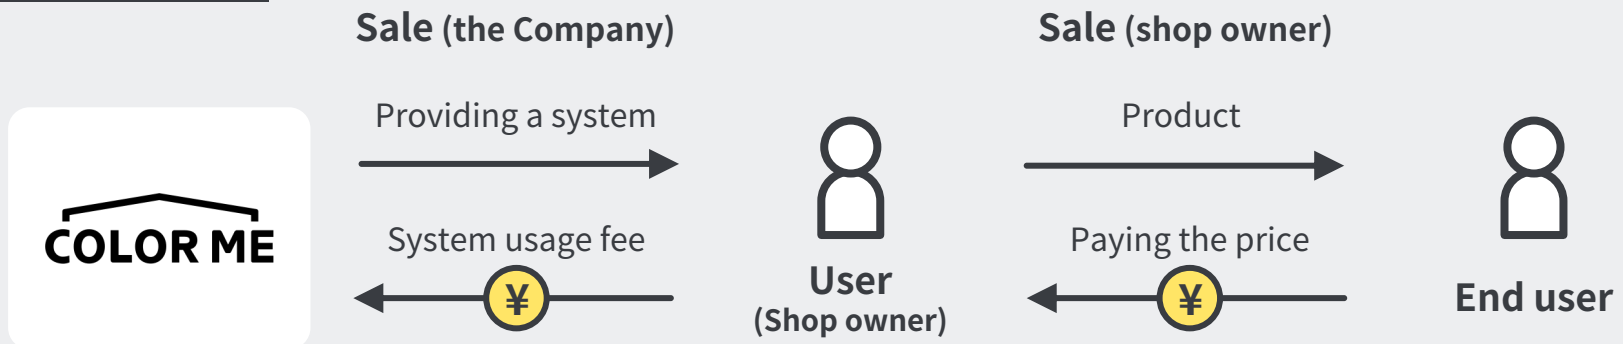 Sale (the Company)
Sale (shop owner)
Providing a system
Product
COLOR ME
System usage fee
¥
User
(Shop owner)
Paying the price
¥
End user